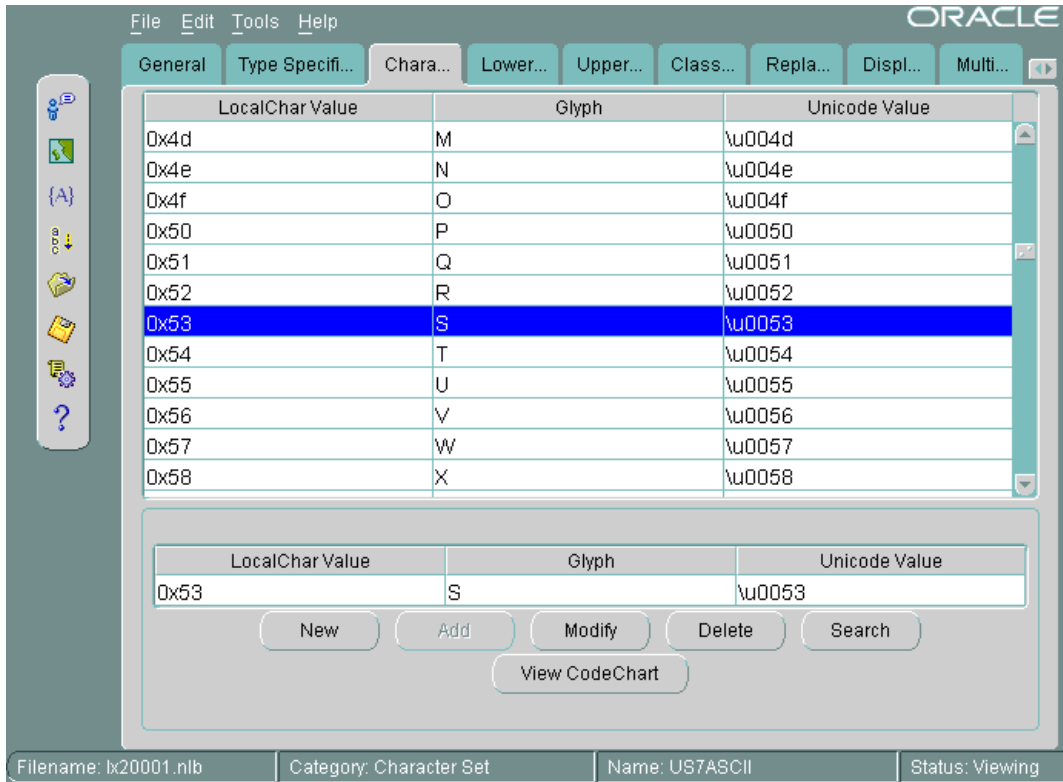 File Edit Tools Help ORACLE
General Type Specifi... Chara... Lower... Upper... Class... Repla... Displ... Multi...
LocalChar Value Glyph Unicode Value
0x4d M \u004d
0x4e N \u004e
0x4f O \u004f
0x50 P \u0050
0x51 Q \u0051
0x52 R \u0052
0x53 S \u0053
0x54 T \u0054
0x55 U \u0055
0x56 V \u0056
0x57 W \u0057
0x58 X \u0058
{A}
a
b
c
?
LocalChar Value Glyph Unicode Value
0x53 S \u0053
New Add Modify Delete Search
View CodeChart
Filename: lx20001.nlb Category: Character Set Name: US7ASCII Status: Viewing